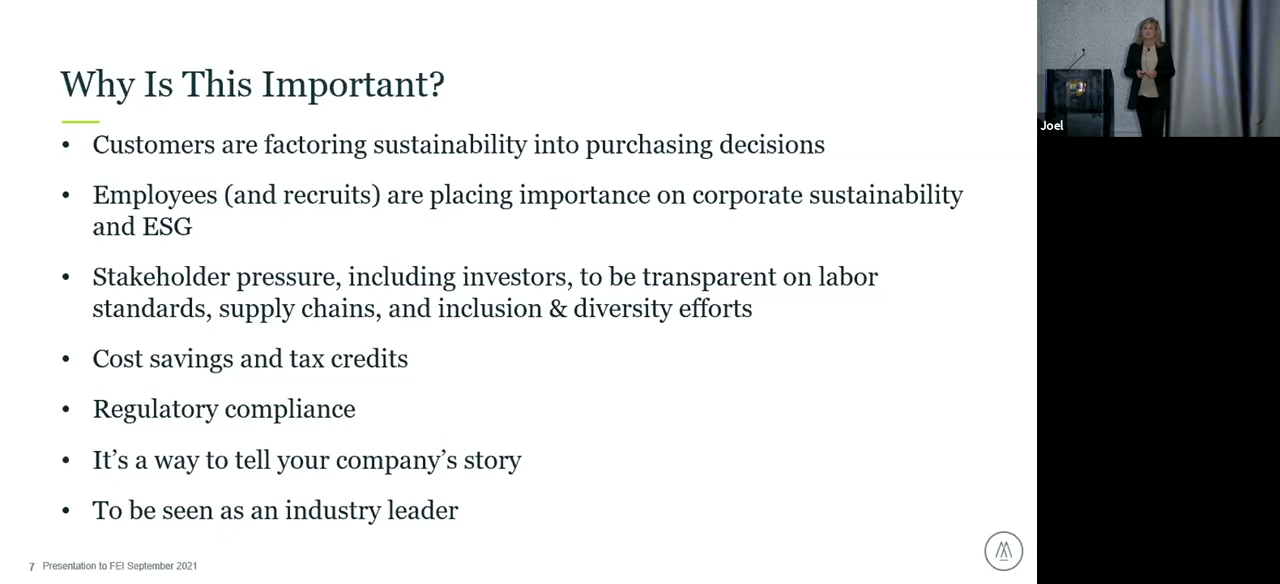 Why Is This Important?
• Customers are factoring sustainability into purchasing decisions
• Employees (and recruits) are placing importance on corporate sustainability
and ESG
• Stakeholder pressure, including investors, to be transparent on labor
standards, supply chains, and inclusion & diversity efforts
• Cost savings and tax credits
• Regulatory compliance
• It’s a way to tell your company’s story
• To be seen as an industry leader
7 Presentation to FEI September 2021
Joel